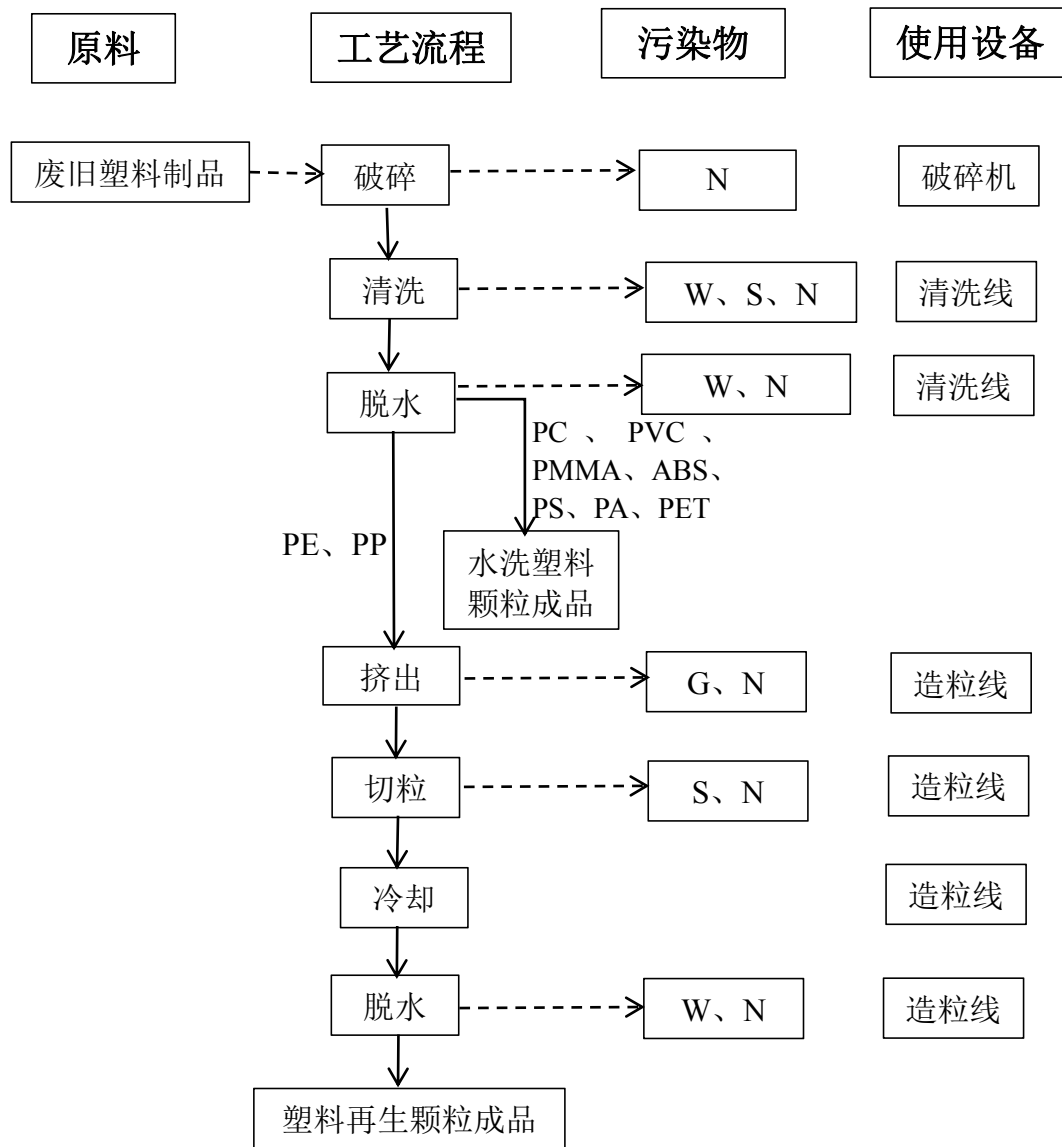 原料 工艺流程 污染物 使用设备
废旧塑料制品 破碎 N 破碎机
清洗 W、S、N 清洗线
脱水 W、N 清洗线
PC 、 PVC 、
PMMA、ABS、
PS、PA、PET
PE、PP
水洗塑料
颗粒成品
挤出 G、N 造粒线
切粒 S、N 造粒线
冷却 造粒线
脱水 W、N 造粒线
塑料再生颗粒成品